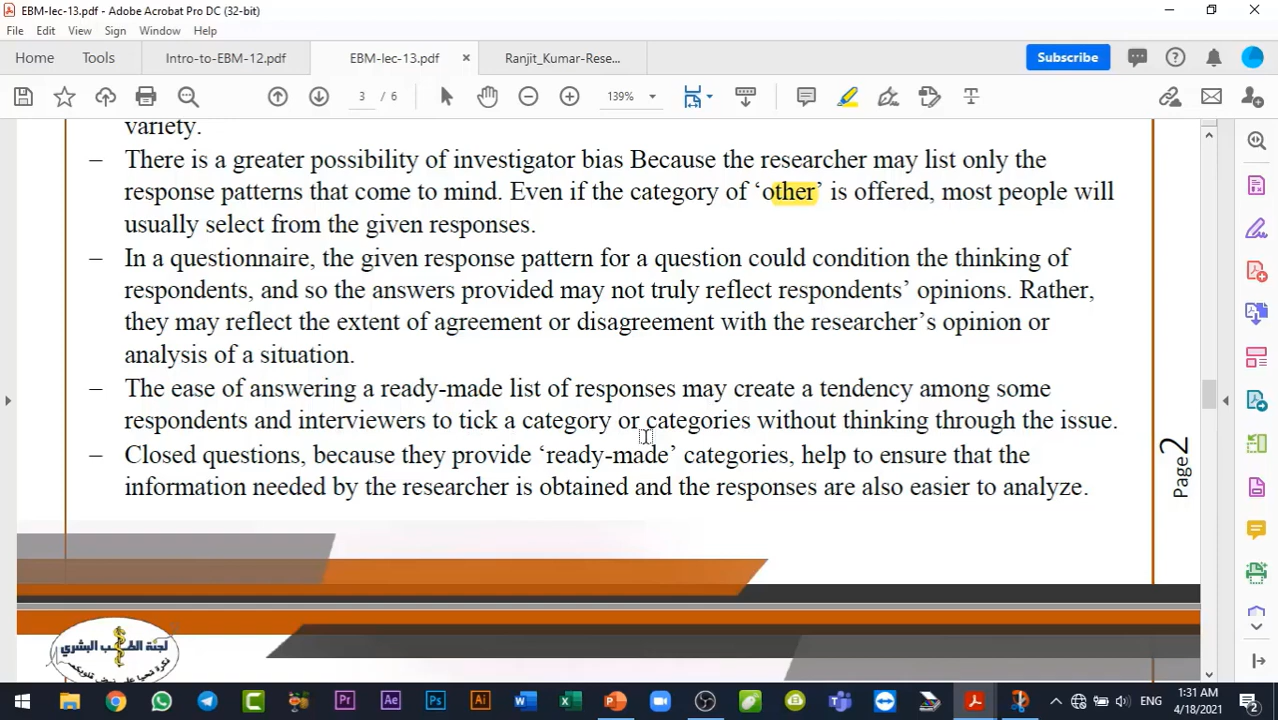 EBM-lec-13.pdf - Adobe Acrobat Pro DC (32-bit)
File Edit View Sign Window Help
Home Tools Intro-to-EBM-12.pdf EBM-lec-13.pdf × Ranjit_Kumar-Rese... Subscribe
3 / 6 139%
variety.
– There is a greater possibility of investigator bias Because the researcher may list only the
response patterns that come to mind. Even if the category of ‘other’ is offered, most people will
usually select from the given responses.
– In a questionnaire, the given response pattern for a question could condition the thinking of
respondents, and so the answers provided may not truly reflect respondents’ opinions. Rather,
they may reflect the extent of agreement or disagreement with the researcher’s opinion or
analysis of a situation.
– The ease of answering a ready-made list of responses may create a tendency among some
respondents and interviewers to tick a category or categories without thinking through the issue.
– Closed questions, because they provide ‘ready-made’ categories, help to ensure that the
information needed by the researcher is obtained and the responses are also easier to analyze.
Page 2
لجنة الطب البشري
Pr Ae Ps Ai
ENG
1:31 AM
4/18/2021
2